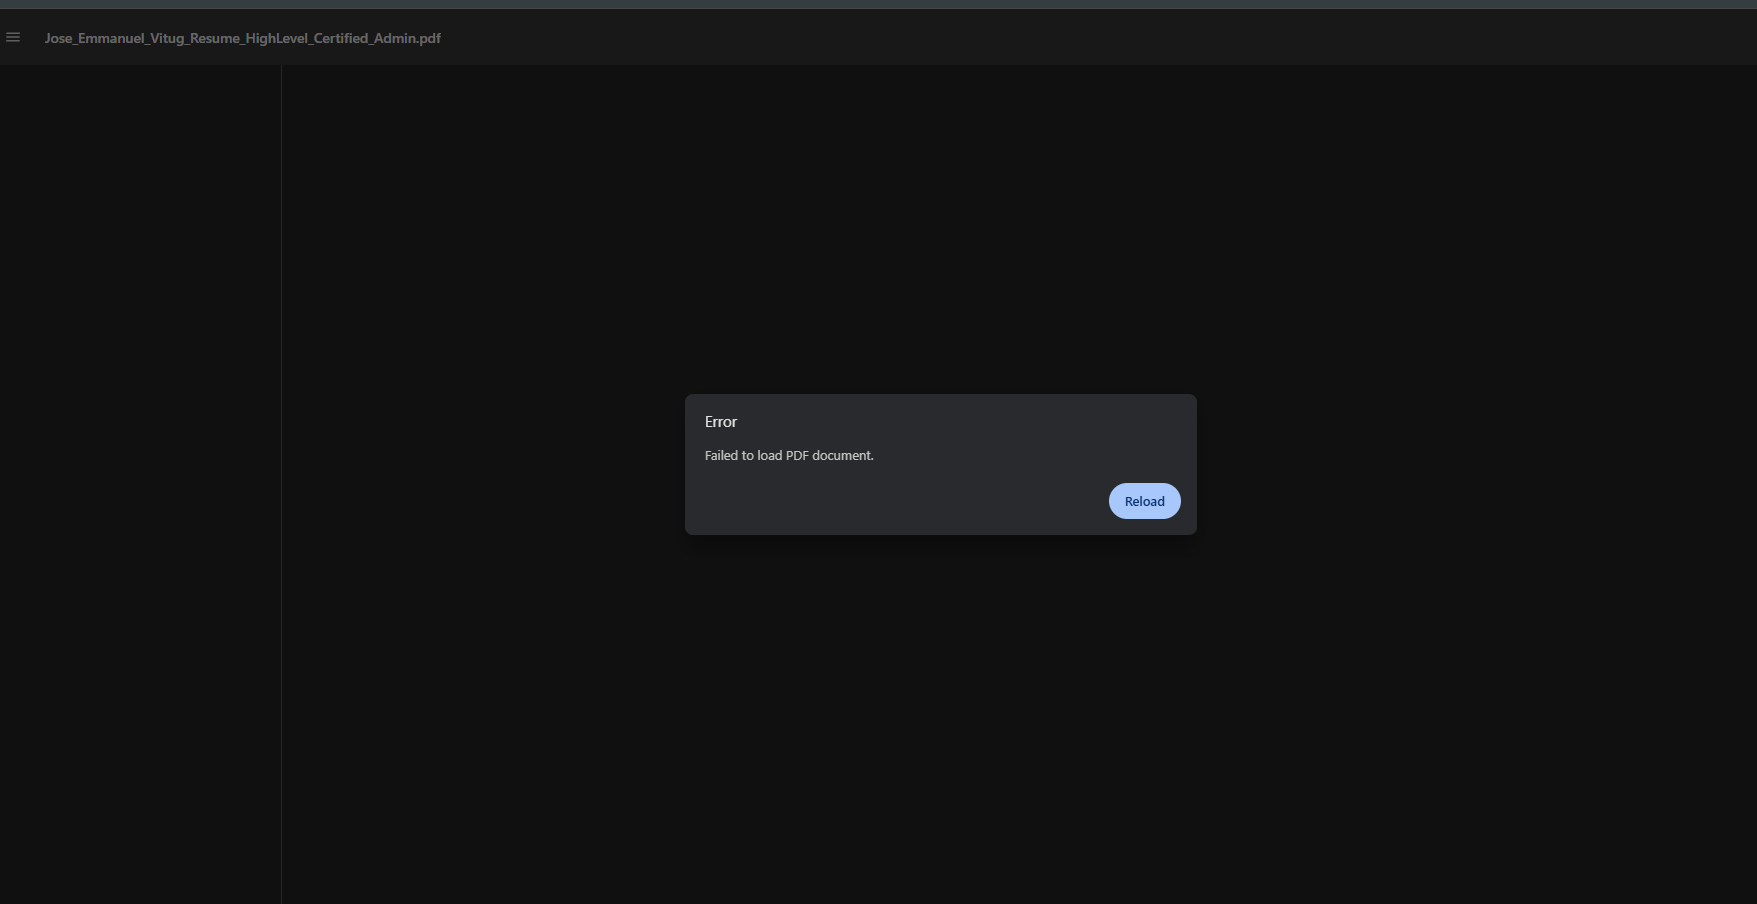 Jose_Emmanuel_Vitug_Resume_HighLevel_Certified_Admin.pdf
Error
Failed to load PDF document.
Reload